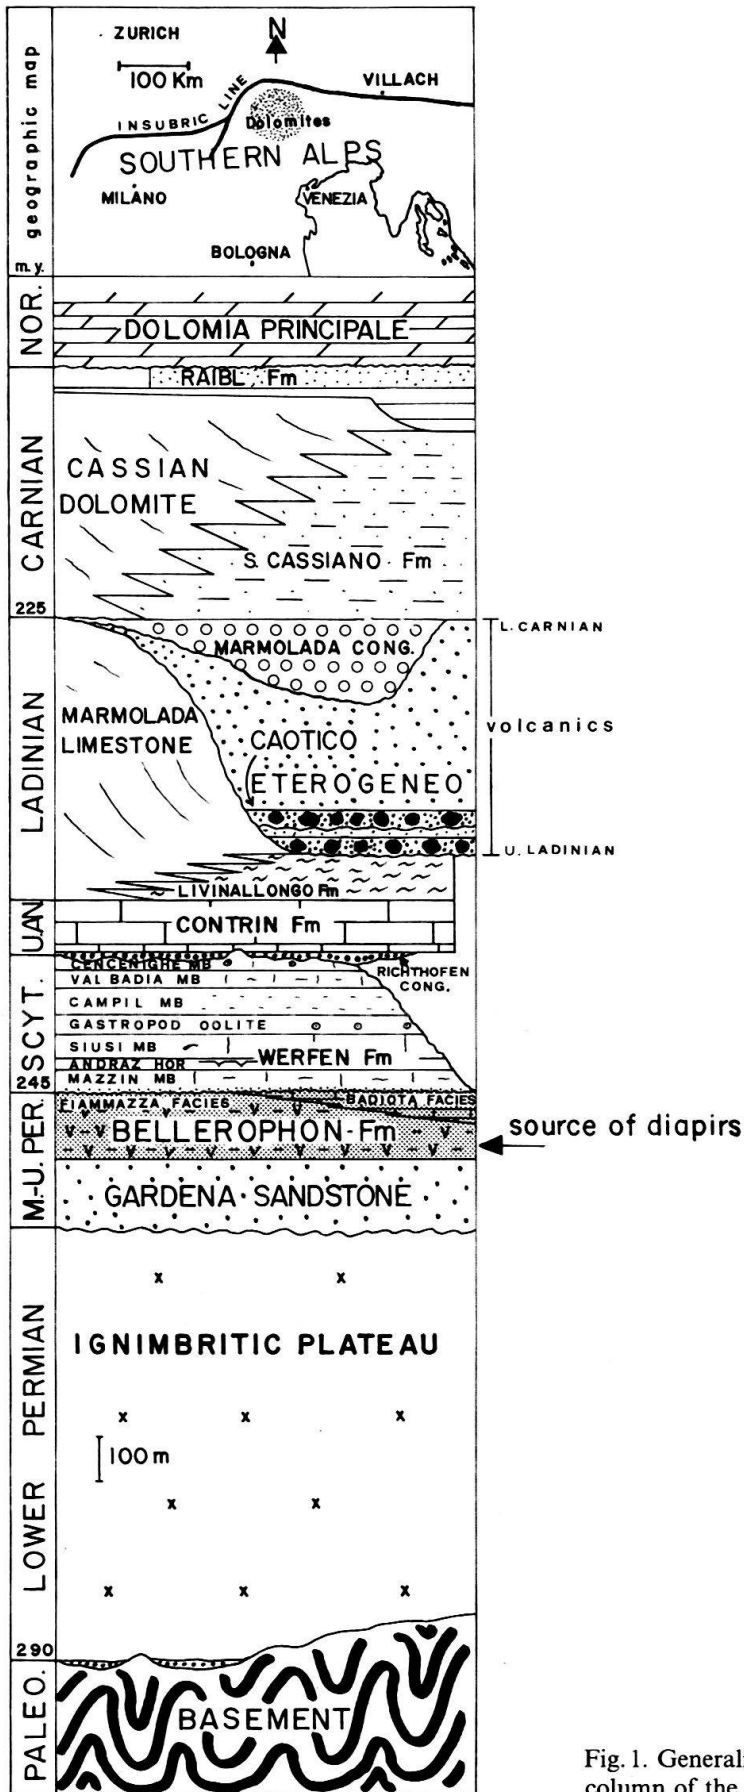 geographic map
ZURICH
N
100 Km
VILLACH
INSUBRIC LINE
Dolomites
SOUTHERN ALPS
MILANO
VENEZIA
BOLOGNA
m.y.
NOR.
DOLOMIA PRINCIPALE
RAIBL Fm
CARNIAN
CASSIAN
DOLOMITE
S. CASSIANO Fm
225
L. CARNIAN
MARMOLADA CONG.
LADINIAN
MARMOLADA
LIMESTONE
volcanics
CAOTICO
ETEROGENEO
U. LADINIAN
LIVINALLONGO Fm
U.AN
CONTRIN Fm
SCYT.
CENCENIGHE MB
RICHTHOFEN
CONG.
VAL BADIA MB
CAMPIL MB
GASTROPOD OOLITE
SIUSI MB
WERFEN Fm
ANDRAZ HOR
MAZZIN MB
245
M.-U. PER.
FIAMMAZZA FACIES
BADIOTA FACIES
BELLEROPHON-Fm
source of diapirs
GARDENA SANDSTONE
LOWER PERMIAN
IGNIMBRITIC PLATEAU
100 m
290
PALEO.
BASEMENT
Fig. 1. Generali
column of the